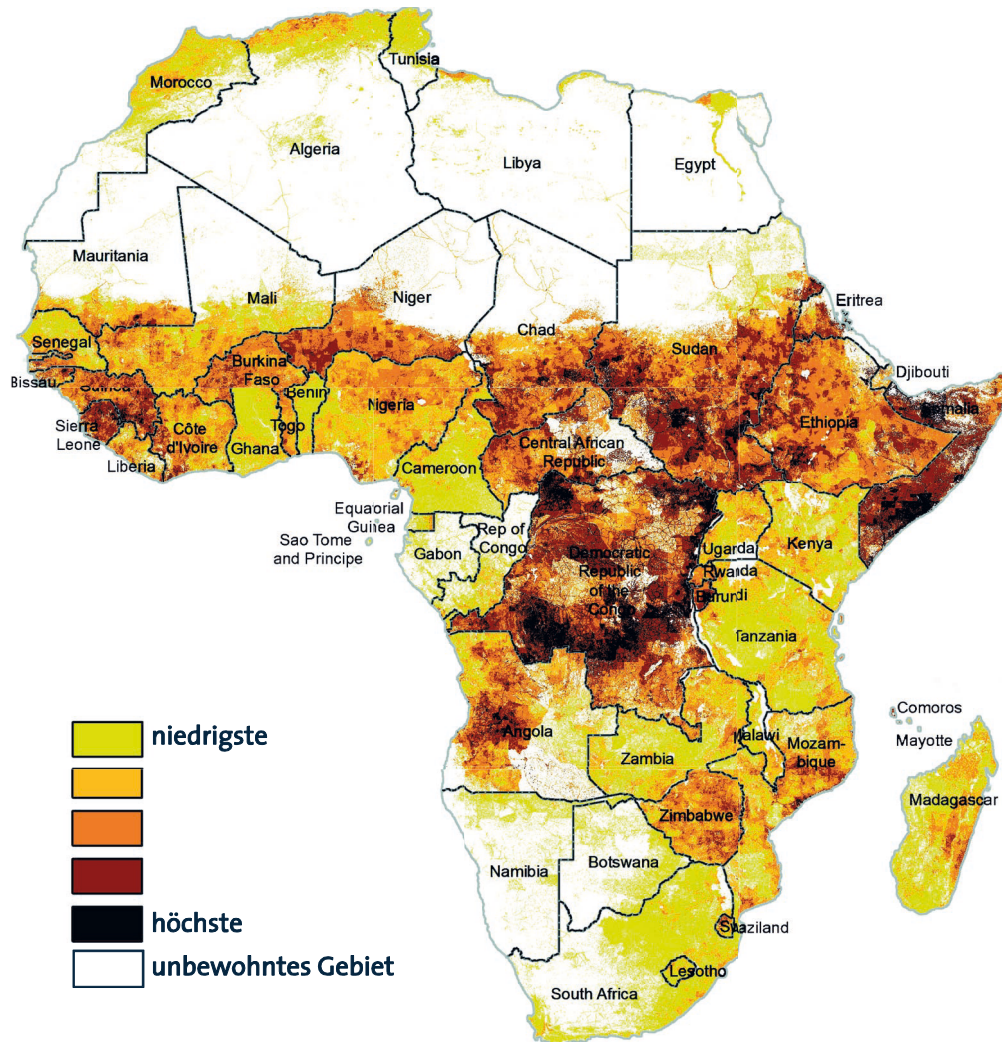 Tunisia
Morocco
Algeria
Libya
Egypt
Mauritania
Mali
Niger
Chad
Sudan
Eritrea
Senegal
Burkina
Faso
Djibouti
Bissau
Guinea
Benin
Nigeria
Ethiopia
Somalia
Sierra
Leone
Côte
d'Ivoire
Togo
Ghana
Liberia
Central African
Republic
Cameroon
Equatorial
Guinea
Sao Tome
and Principe
Rep of
Congo
Gabon
Democratic
Republic
of the
Congo
Uganda
Kenya
Rwanda
Burundi
Tanzania
Comoros
Mayotte
Angola
Malawi
Mozam-
bique
Zambia
Madagascar
Zimbabwe
Namibia
Botswana
Swaziland
Lesotho
South Africa
niedrigste
höchste
unbewohntes Gebiet